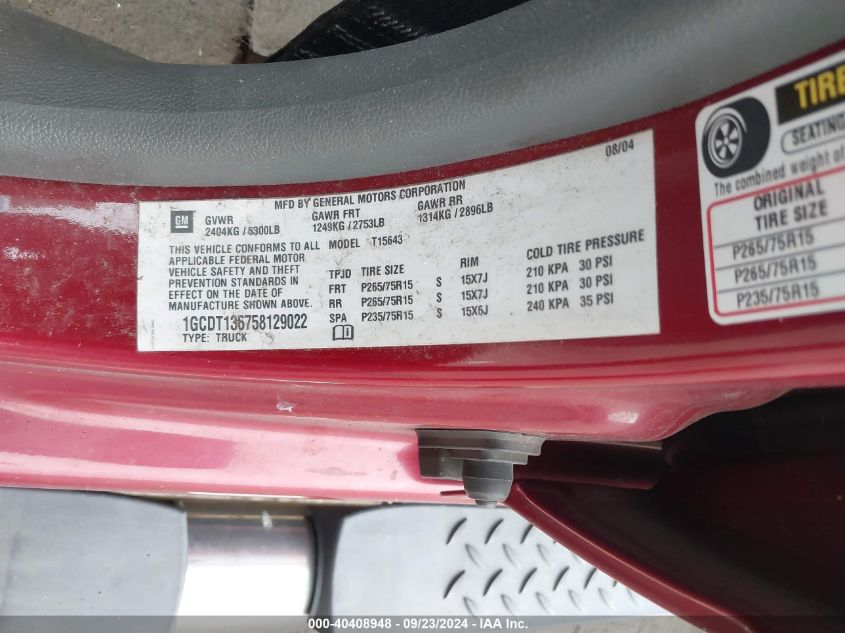 08/04
MFD BY GENERAL MOTORS CORPORATION
GM
GVWR GAWR FRT GAWR RR
2404KG / 5300LB 1249KG / 2753LB 1314KG / 2896LB
THIS VEHICLE CONFORMS TO ALL
APPLICABLE FEDERAL MOTOR
VEHICLE SAFETY AND THEFT
PREVENTION STANDARDS IN
EFFECT ON THE DATE OF
MANUFACTURE SHOWN ABOVE.
1GCDT136758129022
TYPE: TRUCK
MODEL T15643
TPJD TIRE SIZE RIM COLD TIRE PRESSURE
FRT P265/75R15 S 15X7J 210 KPA 30 PSI
RR P265/75R15 S 15X7J 210 KPA 30 PSI
SPA P235/75R15 S 15X6J 240 KPA 35 PSI
TIRE
SEATING
The combined weight of
ORIGINAL
TIRE SIZE
P265/75R15
P265/75R15
P235/75R15
000-40408948 - 09/23/2024 - IAA Inc.